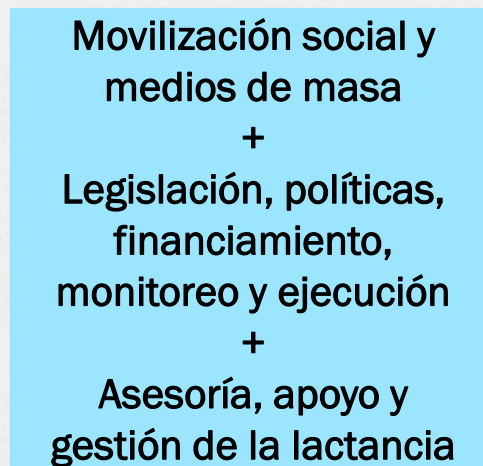 Movilización social y
medios de masa
+
Legislación, políticas,
financiamiento,
monitoreo y ejecución
+
Asesoría, apoyo y
gestión de la lactancia